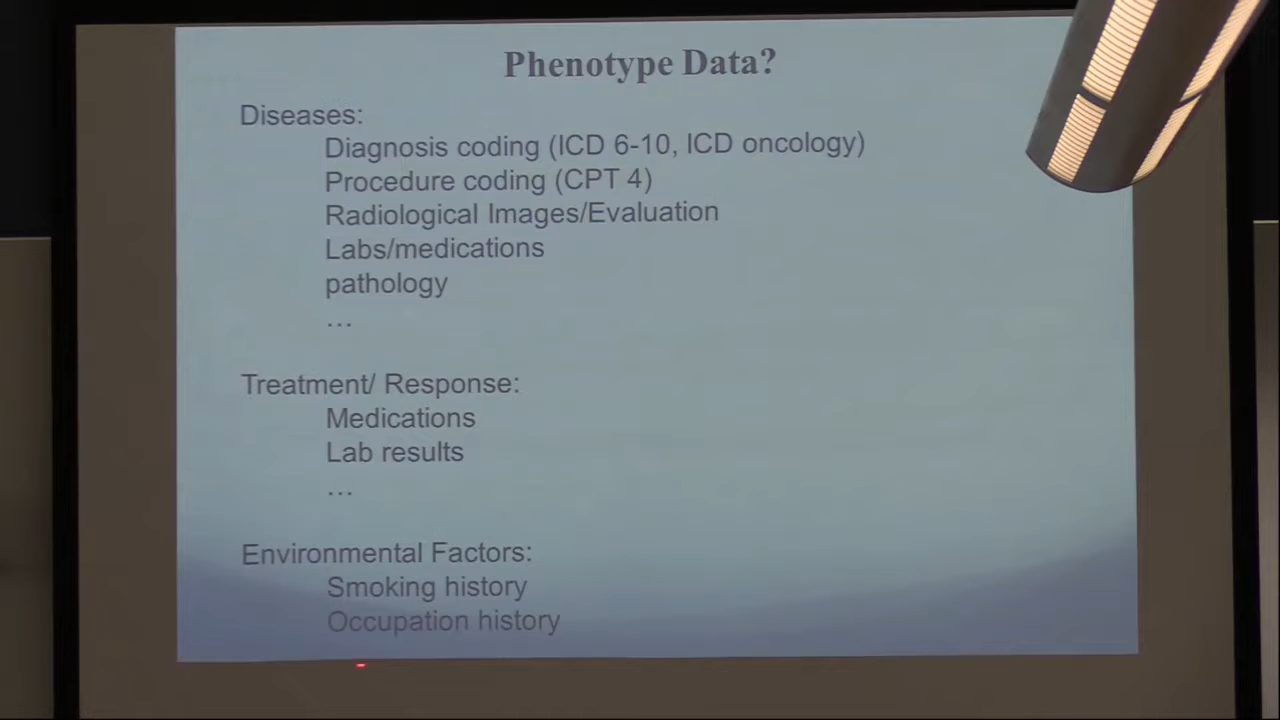 Phenotype Data?
Diseases:
Diagnosis coding (ICD 6-10, ICD oncology)
Procedure coding (CPT 4)
Radiological Images/Evaluation
Labs/medications
pathology
...
Treatment/ Response:
Medications
Lab results
...
Environmental Factors:
Smoking history
Occupation history